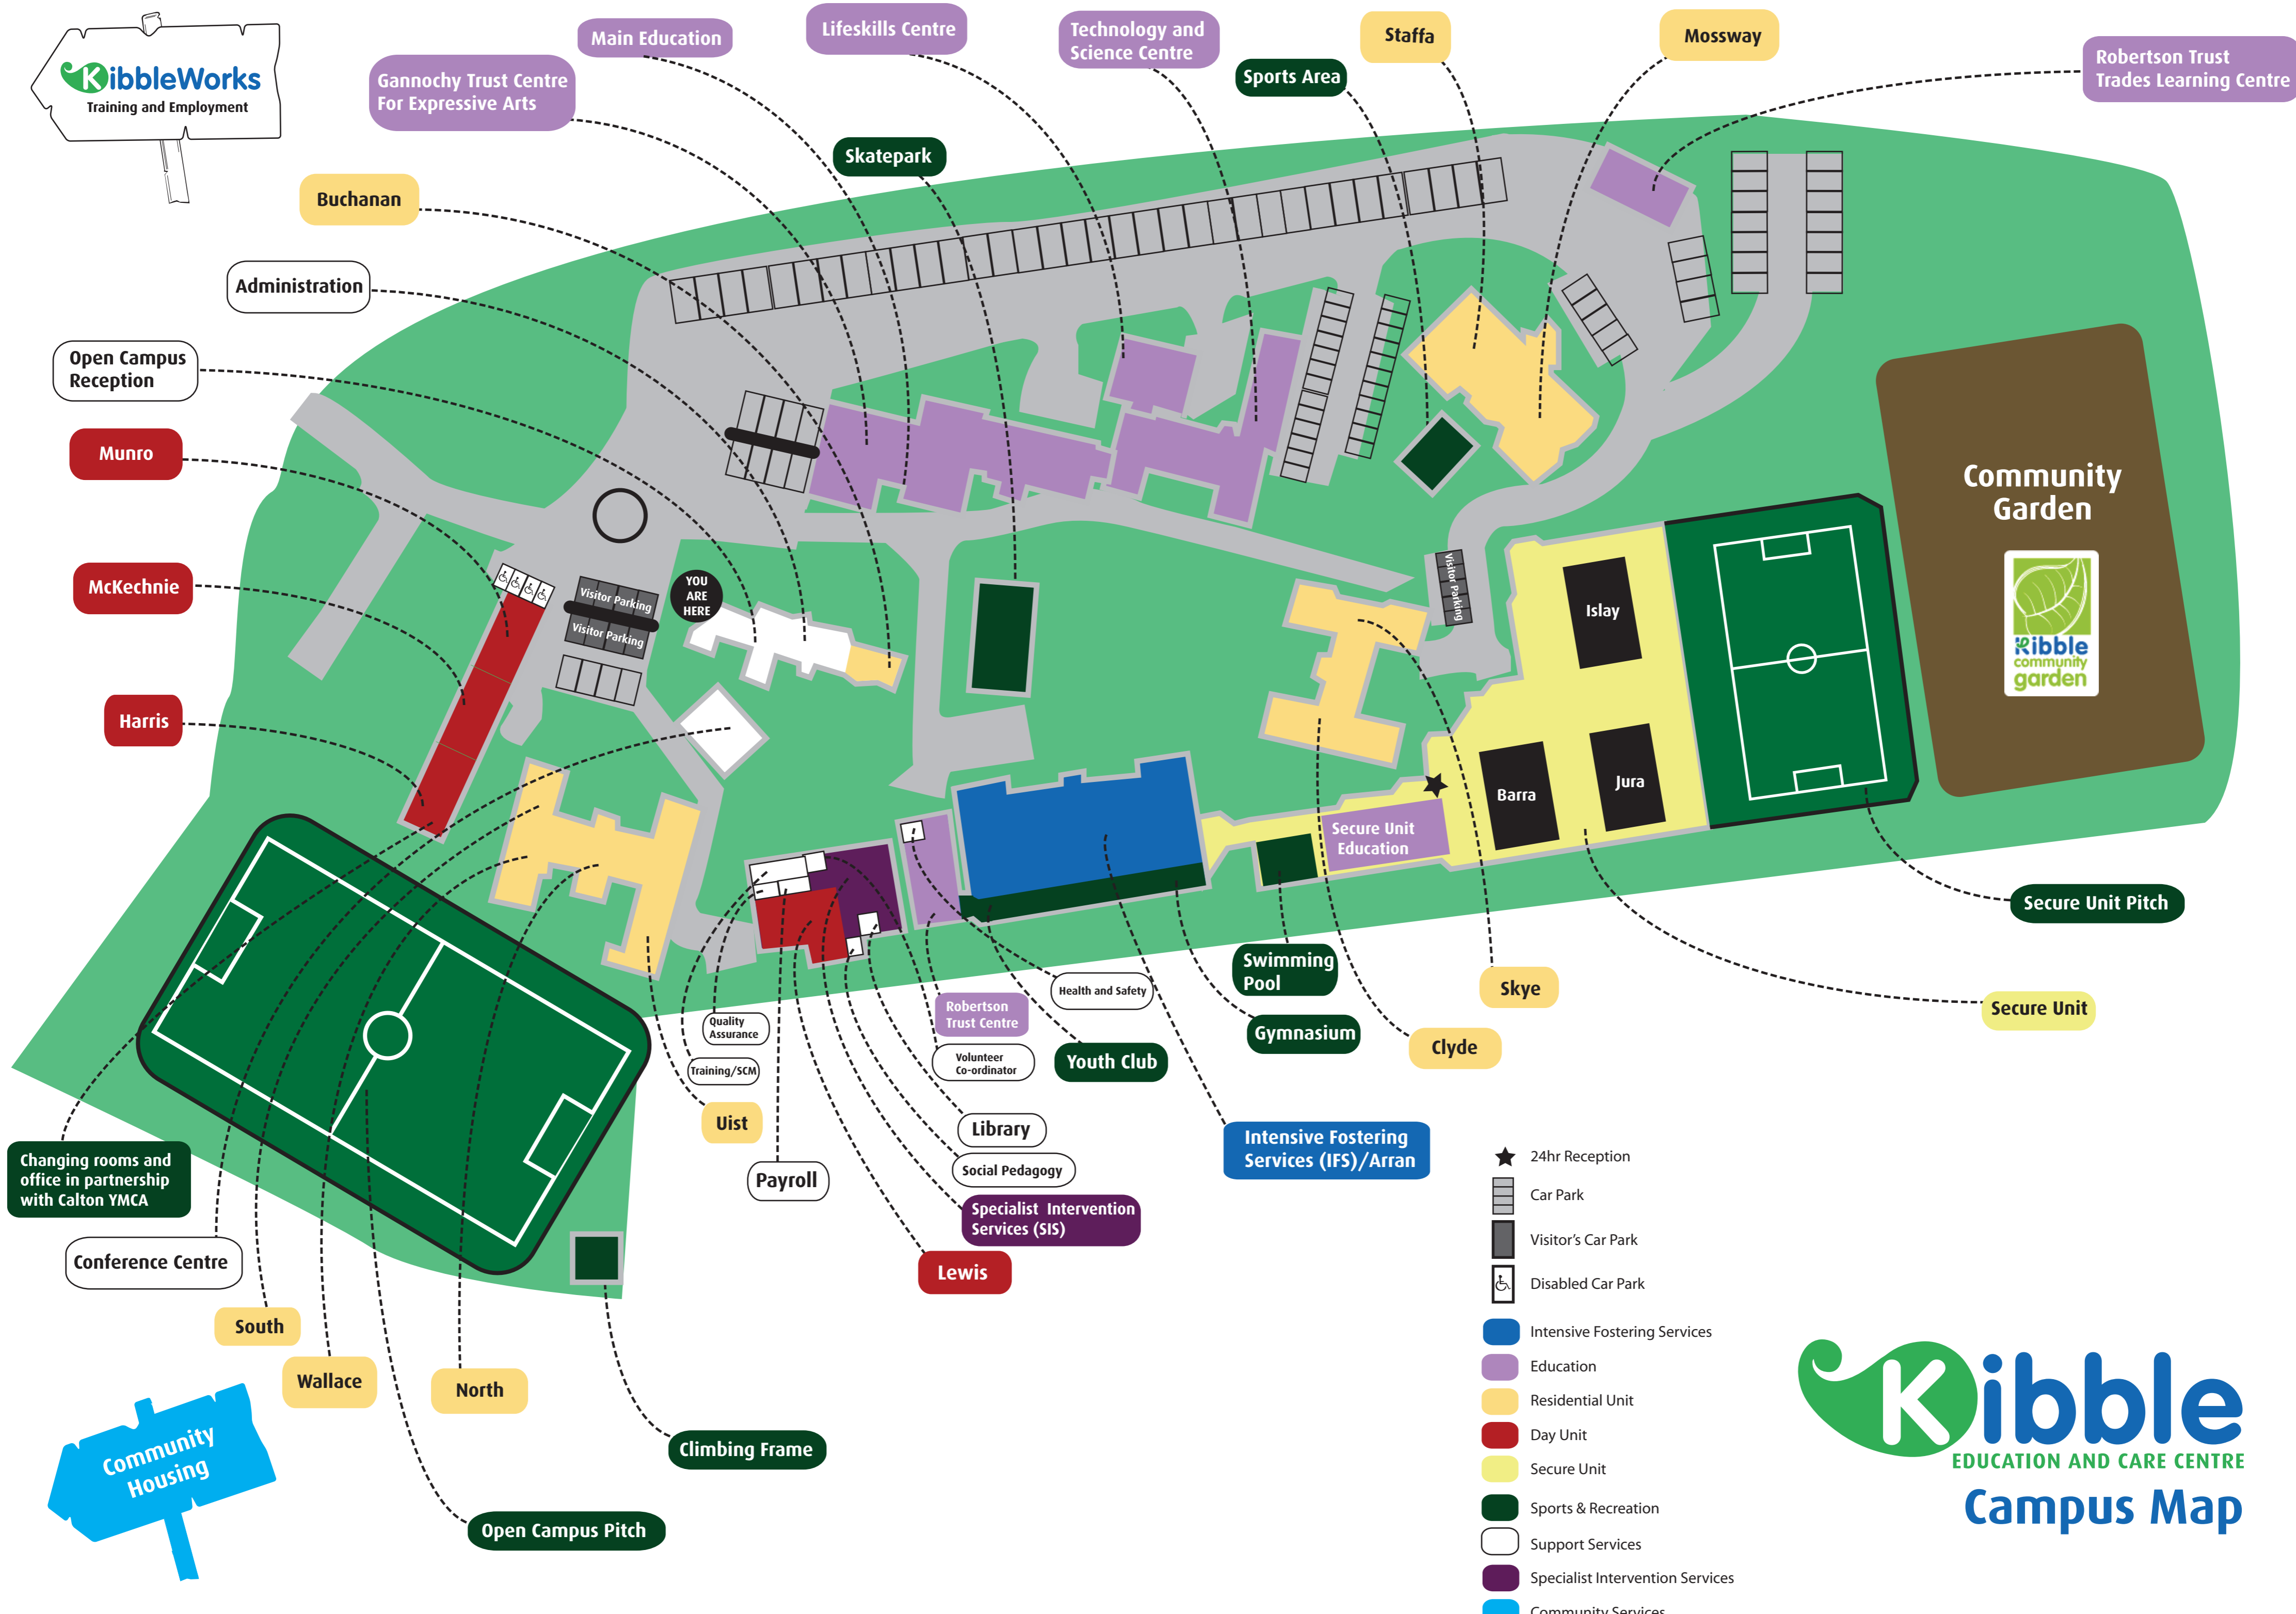 KibbleWorks
Training and Employment
Gannochy Trust Centre
For Expressive Arts
Main Education
Lifeskills Centre
Technology and
Science Centre
Sports Area
Staffa
Mossway
Robertson Trust
Trades Learning Centre
Skatepark
Buchanan
Administration
Open Campus
Reception
Munro
McKechnie
Harris
Visitor Parking
Visitor Parking
YOU
ARE
HERE
Visitor Parking
Islay
Barra
Jura
Secure Unit
Education
Community
Garden
Kibble
community
garden
Secure Unit Pitch
Secure Unit
Swimming
Pool
Gymnasium
Skye
Clyde
Health and Safety
Robertson
Trust Centre
Volunteer
Co-ordinator
Youth Club
Quality
Assurance
Training/SCM
Uist
Payroll
Library
Social Pedagogy
Specialist Intervention
Services (SIS)
Lewis
Intensive Fostering
Services (IFS)/Arran
Changing rooms and
office in partnership
with Calton YMCA
Conference Centre
South
Wallace
North
Climbing Frame
Open Campus Pitch
Community
Housing
24hr Reception
Car Park
Visitor's Car Park
Disabled Car Park
Intensive Fostering Services
Education
Residential Unit
Day Unit
Secure Unit
Sports & Recreation
Support Services
Specialist Intervention Services
Community Services
Kibble
EDUCATION AND CARE CENTRE
Campus Map